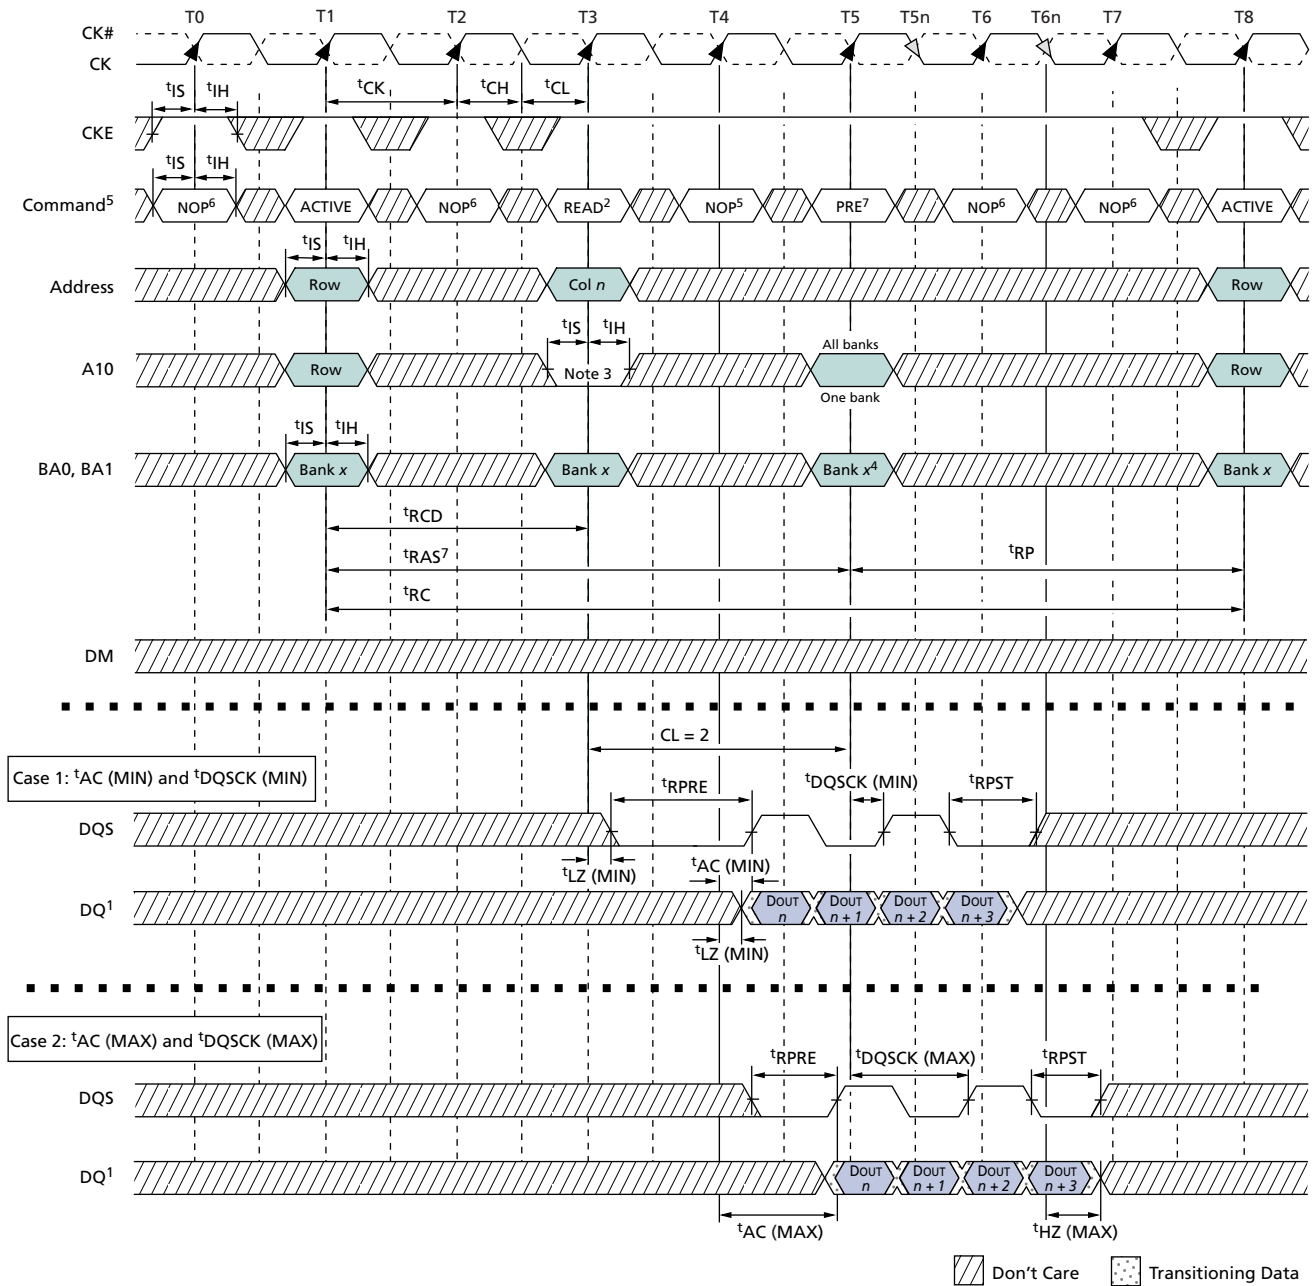 T0 T1 T2 T3 T4 T5 T5n T6 T6n T7 T8
CK#
CK
tIS tIH tCK tCH tCL
CKE
tIS tIH
Command5 NOP6 ACTIVE NOP6 READ2 NOP5 PRE7 NOP6 NOP6 ACTIVE
tIS tIH
Address Row Col n Row
tIS tIH All banks
A10 Row Note 3 Row
One bank
tIS tIH
BA0, BA1 Bank x Bank x Bank x4 Bank x
tRCD
tRAS7 tRP
tRC
DM
CL = 2
Case 1: tAC (MIN) and tDQSCK (MIN)
tRPRE tDQSCK (MIN) tRPST
DQS
tLZ (MIN) tAC (MIN)
DQ1 DOUT n DOUT n + 1 DOUT n + 2 DOUT n + 3
tLZ (MIN)
Case 2: tAC (MAX) and tDQSCK (MAX)
tRPRE tDQSCK (MAX) tRPST
DQS
DQ1 DOUT n DOUT n + 1 DOUT n + 2 DOUT n + 3
tAC (MAX) tHZ (MAX)
Don't Care Transitioning Data